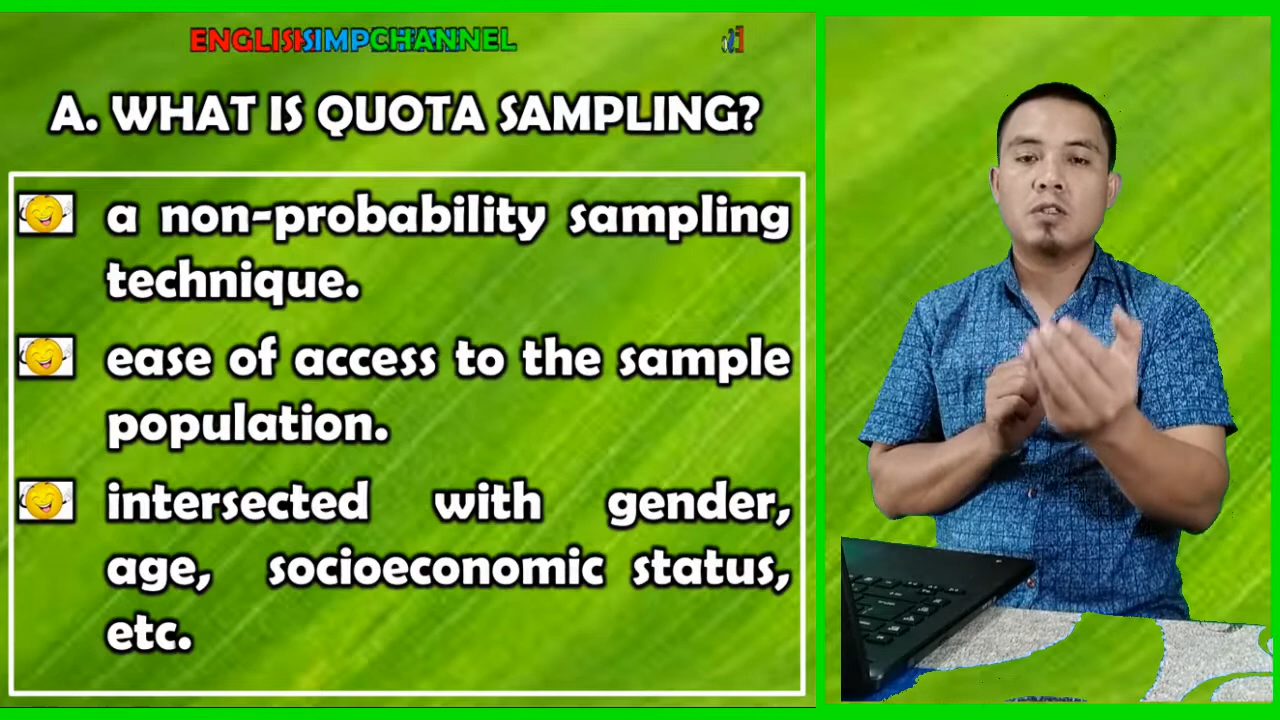 A. WHAT IS QUOTA SAMPLING?
a non-probability sampling
technique.
ease of access to the sample
population.
intersected with gender,
age, socioeconomic status,
etc.